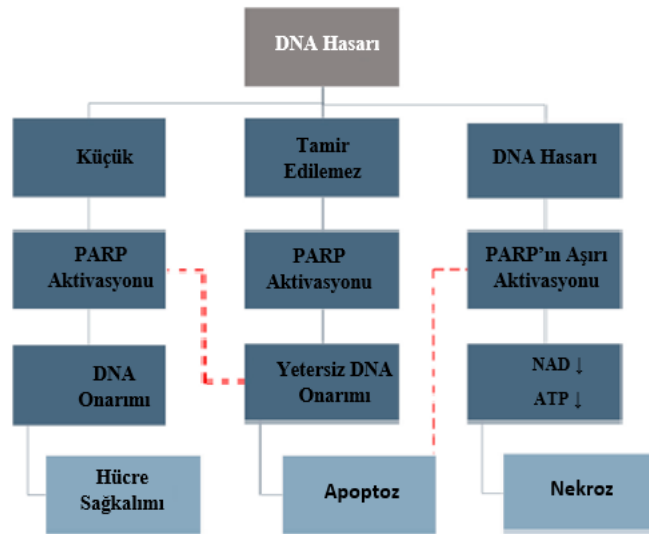 DNA Hasarı
Küçük
Tamir
Edilemez
DNA Hasarı
PARP
Aktivasyonu
PARP
Aktivasyonu
PARP’ın Aşırı
Aktivasyonu
DNA
Onarımı
Yetersiz DNA
Onarımı
NAD ↓
ATP ↓
Hücre
Sağkalımı
Apoptoz
Nekroz